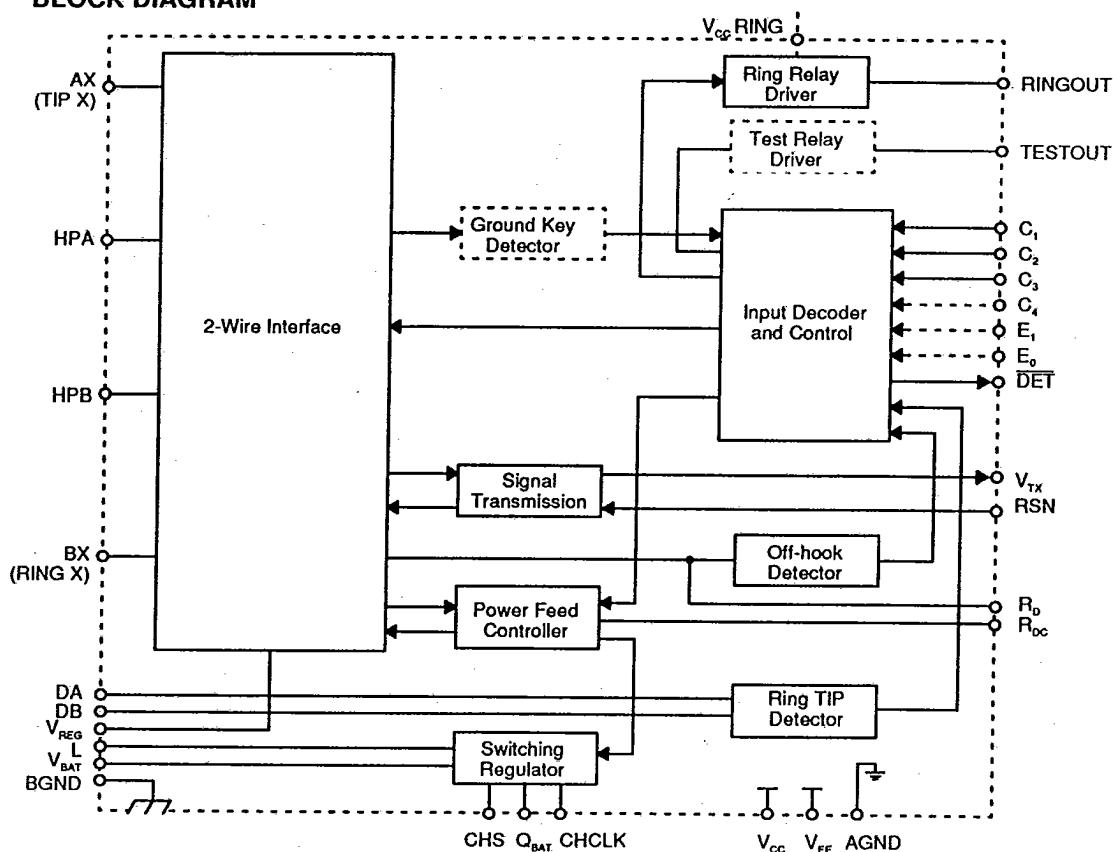 BLOCK DIAGRAM
VCC RING
AX
(TIP X)
Ring Relay
Driver
RINGOUT
Test Relay
Driver
TESTOUT
HPA
Ground Key
Detector
C1
C2
C3
C4
E1
E0
DET
2-Wire Interface
Input Decoder
and Control
HPB
Signal
Transmission
VTX
RSN
BX
(RING X)
Off-hook
Detector
Power Feed
Controller
RD
RDC
DA
DB
VREG
L
VBAT
BGND
Ring TIP
Detector
Switching
Regulator
CHS
QBAT
CHCLK
VCC
VEE
AGND